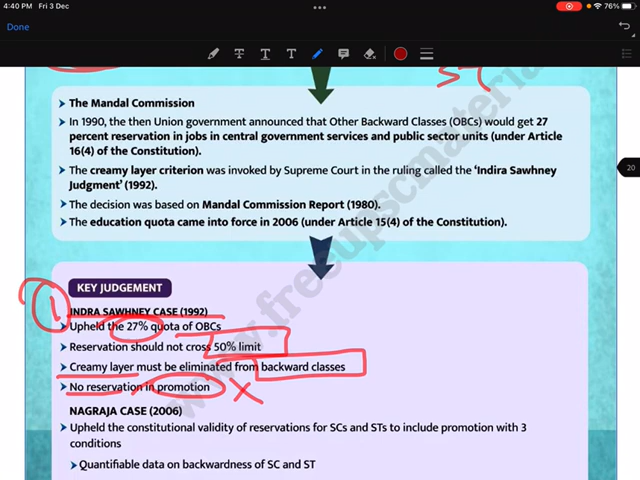 4:40 PM Fri 3 Dec
76%
Done
T T T
The Mandal Commission
In 1990, the then Union government announced that Other Backward Classes (OBCs) would get 27
percent reservation in jobs in central government services and public sector units (under Article
16(4) of the Constitution).
The creamy layer criterion was invoked by Supreme Court in the ruling called the ‘Indira Sawhney
Judgment’ (1992).
The decision was based on Mandal Commission Report (1980).
The education quota came into force in 2006 (under Article 15(4) of the Constitution).
20
KEY JUDGEMENT
1
INDRA SAWHNEY CASE (1992)
Upheld the 27% quota of OBCs
Reservation should not cross 50% limit
Creamy layer must be eliminated from backward classes
No reservation in promotion
NAGRAJA CASE (2006)
Upheld the constitutional validity of reservations for SCs and STs to include promotion with 3
conditions
Quantifiable data on backwardness of SC and ST